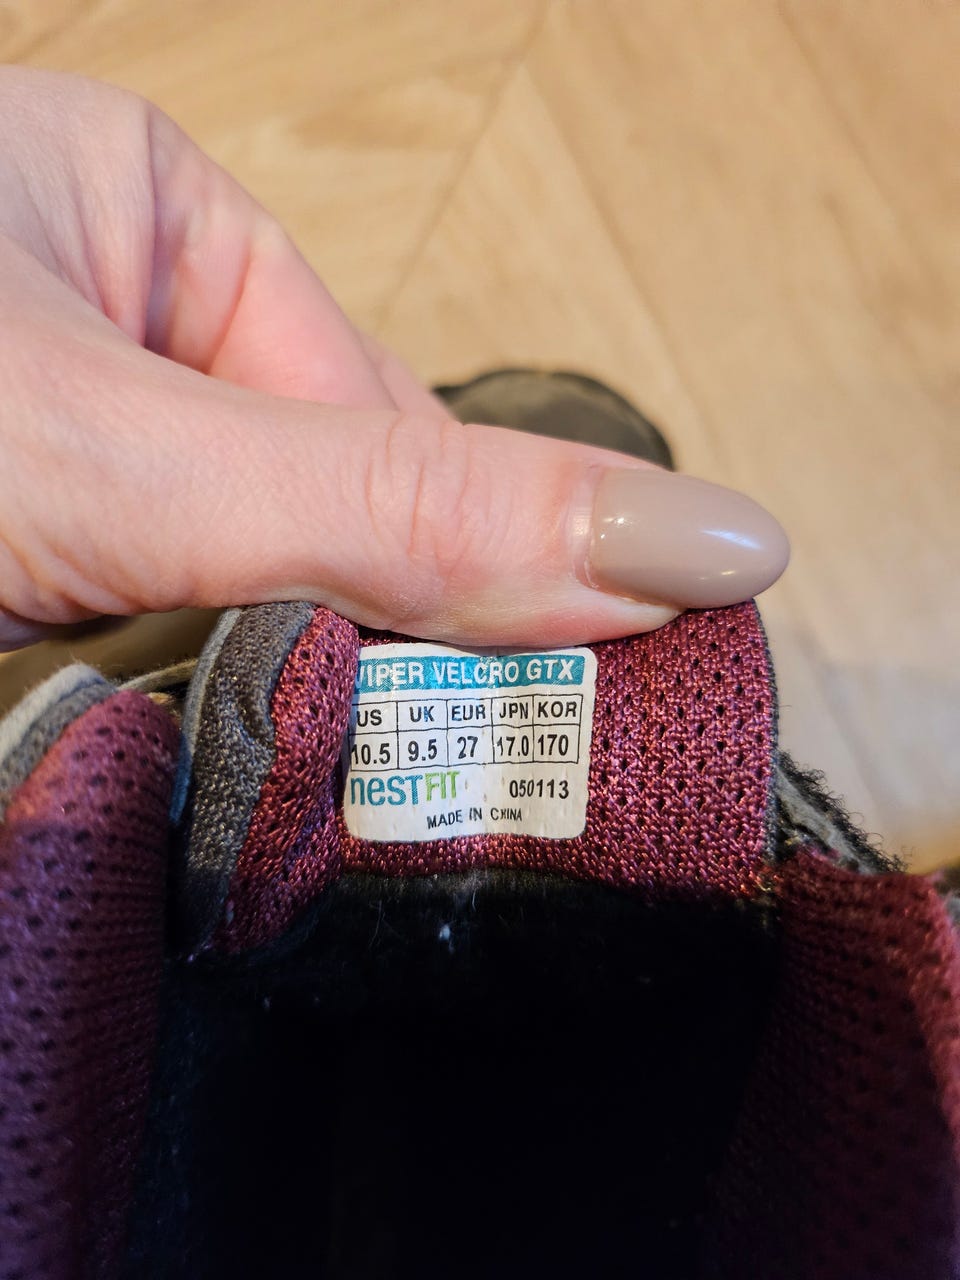 VIPER VELCRO GTX
US UK EUR JPN KOR
10.5 9.5 27 17.0 170
nesTFIT 050113
MADE IN CHINA